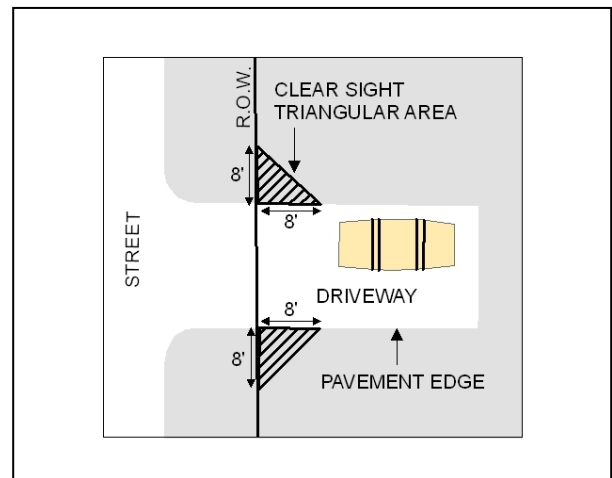 CLEAR SIGHT
TRIANGULAR AREA
R.O.W.
8'
8'
STREET
DRIVEWAY
8'
8'
PAVEMENT EDGE